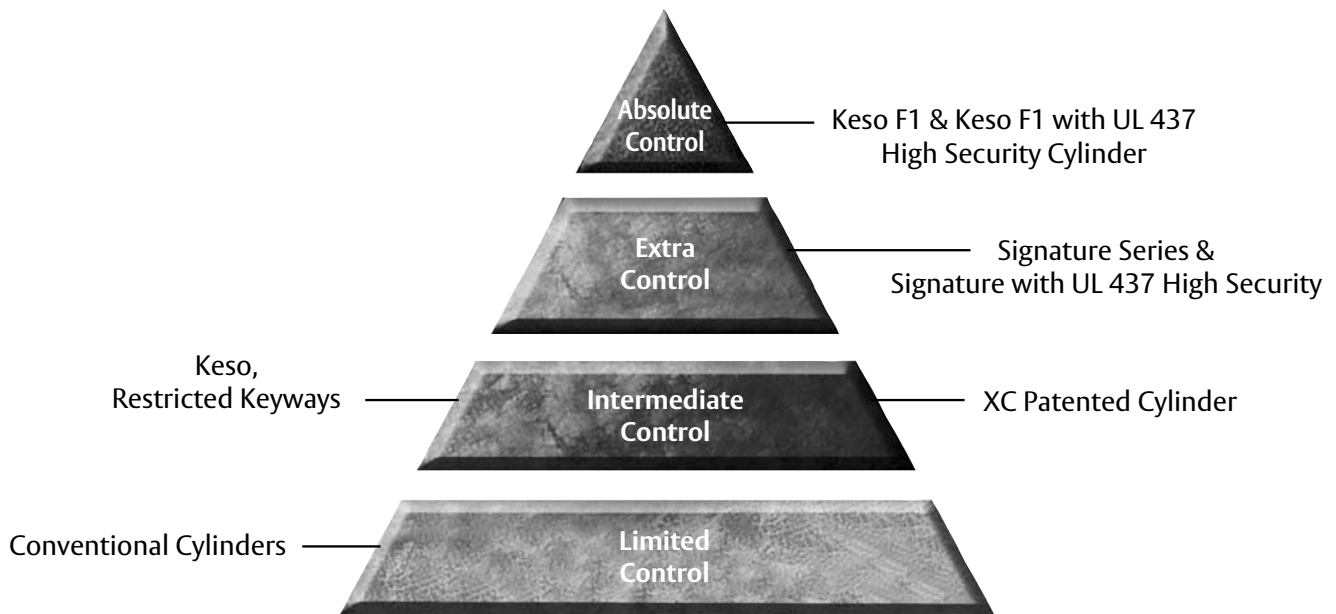 Absolute
Control
Keso F1 & Keso F1 with UL 437
High Security Cylinder
Extra
Control
Signature Series &
Signature with UL 437 High Security
Keso,
Restricted Keyways
Intermediate
Control
XC Patented Cylinder
Conventional Cylinders
Limited
Control